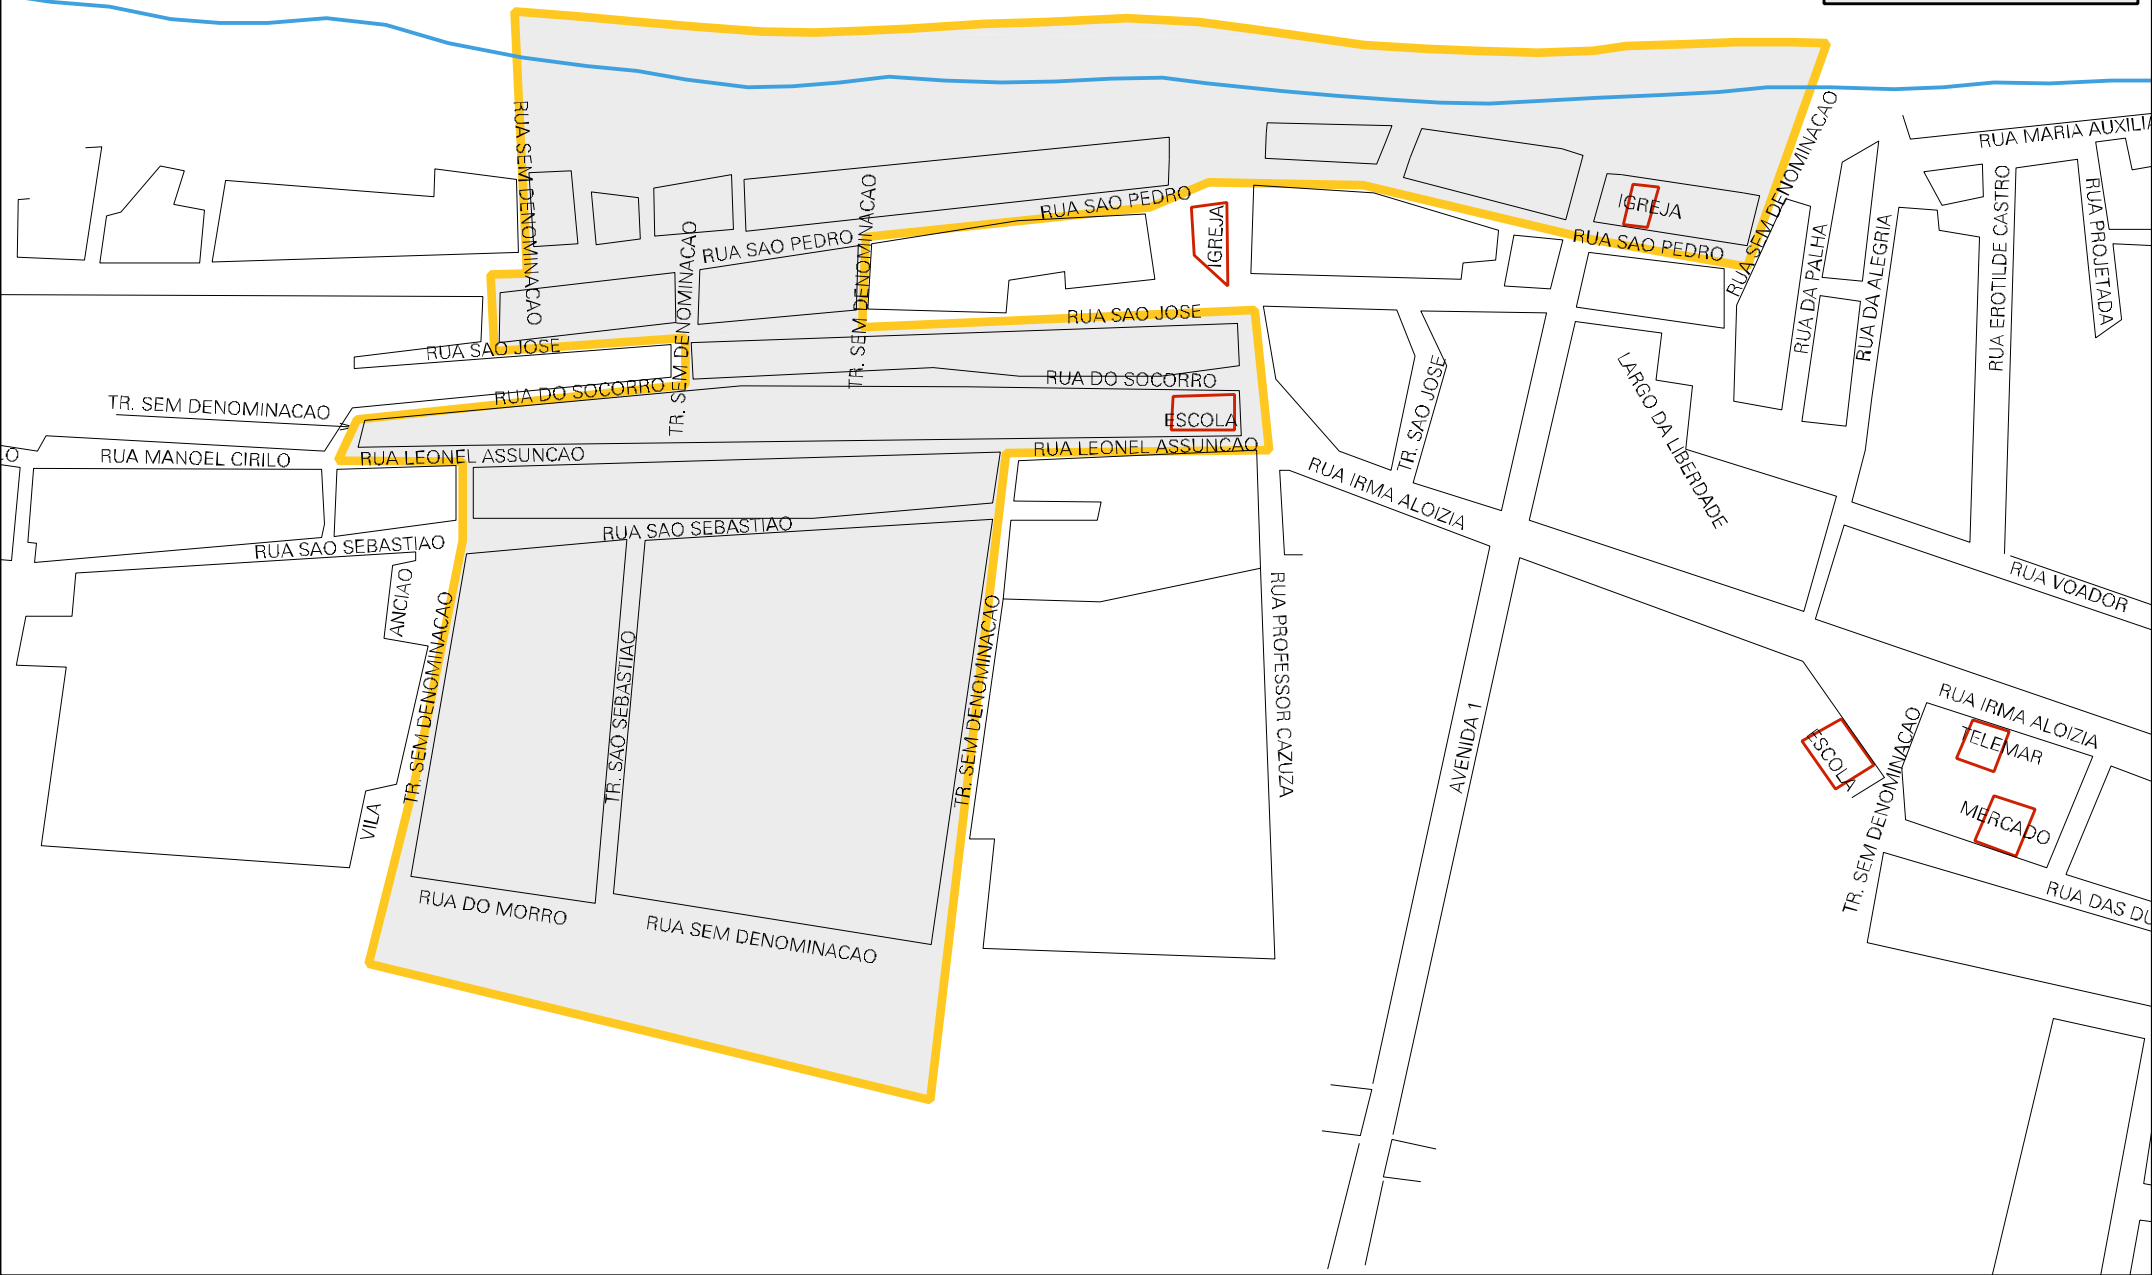 RUA SEM DENOMINACAO
RUA SEM DENOMINACAO
RUA MARIA AUXILIA
RUA EROTILDE CASTRO
RUA PROJETADA
TR. SEM DENOMINACAO
RUA SAO PEDRO
IGREJA
IGREJA
RUA SAO PEDRO
TR. SEM DENOMINACAO
RUA SAO PEDRO
RUA DA PALHA
RUA DA ALEGRIA
RUA SAO JOSE
RUA SAO JOSE
RUA DO SOCORRO
RUA DO SOCORRO
TR. SAO JOSE
LARGO DA LIBERDADE
TR. SEM DENOMINACAO
ESCOLA
RUA LEONEL ASSUNCAO
RUA LEONEL ASSUNCAO
LO
RUA MANOEL CIRILO
RUA IRMA ALOIZIA
RUA SAO SEBASTIAO
RUA SAO SEBASTIAO
RUA VOADOR
ANCIAO
VILA
TR. SEM DENOMINACAO
TR. SAO SEBASTIAO
TR. SEM DENOMINACAO
RUA PROFESSOR CAZUZA
AVENIDA 1
RUA IRMA ALOIZIA
TELEMAR
ESCOLA
TR. SEM DENOMINACAO
MERCADO
RUA DO MORRO
RUA SEM DENOMINACAO
RUA DAS DU